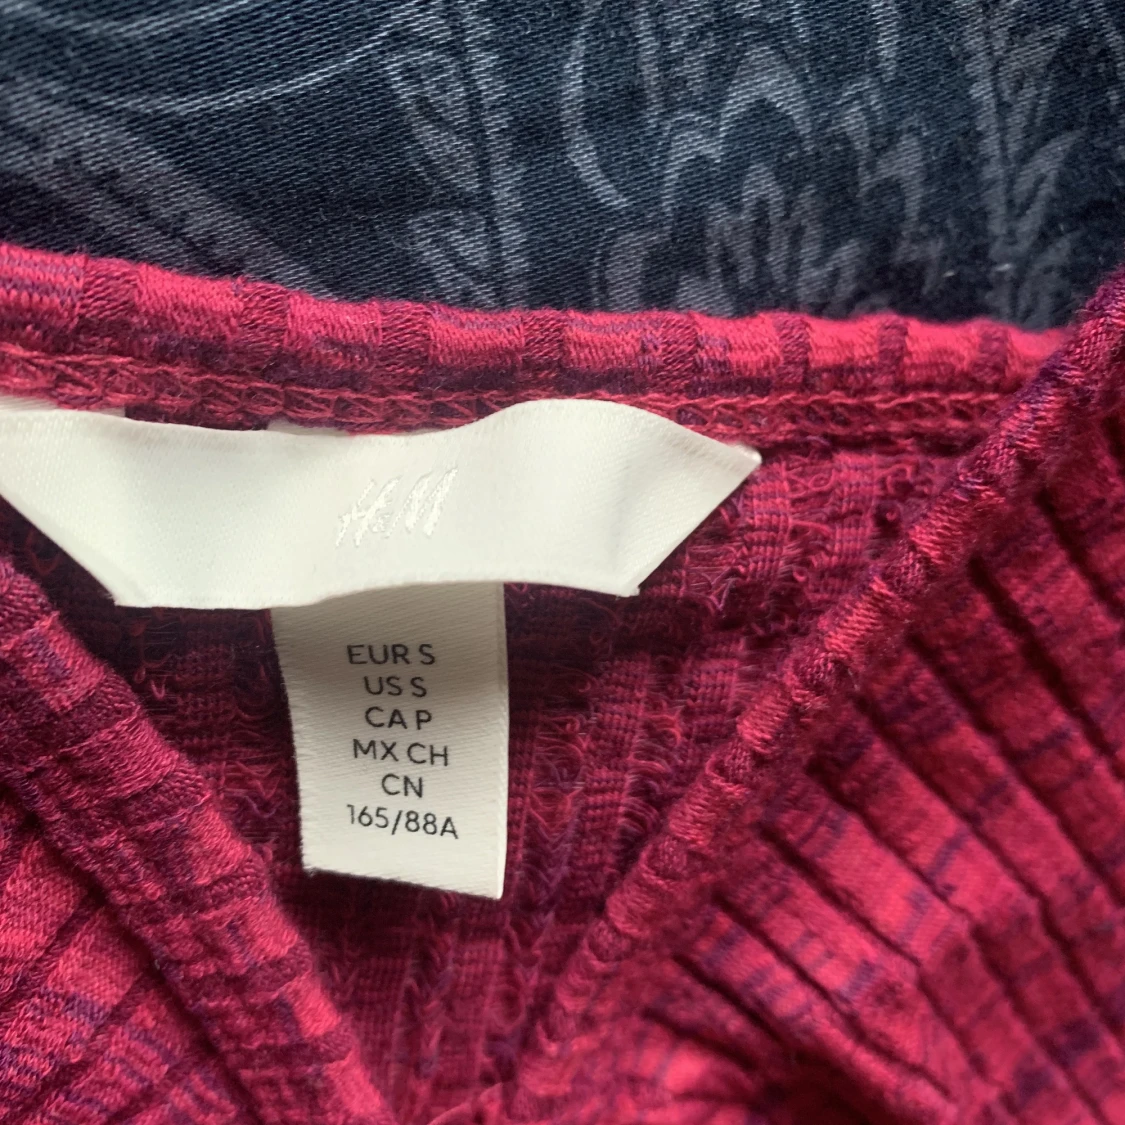 H&M
EUR S
US S
CA P
MX CH
CN
165/88A